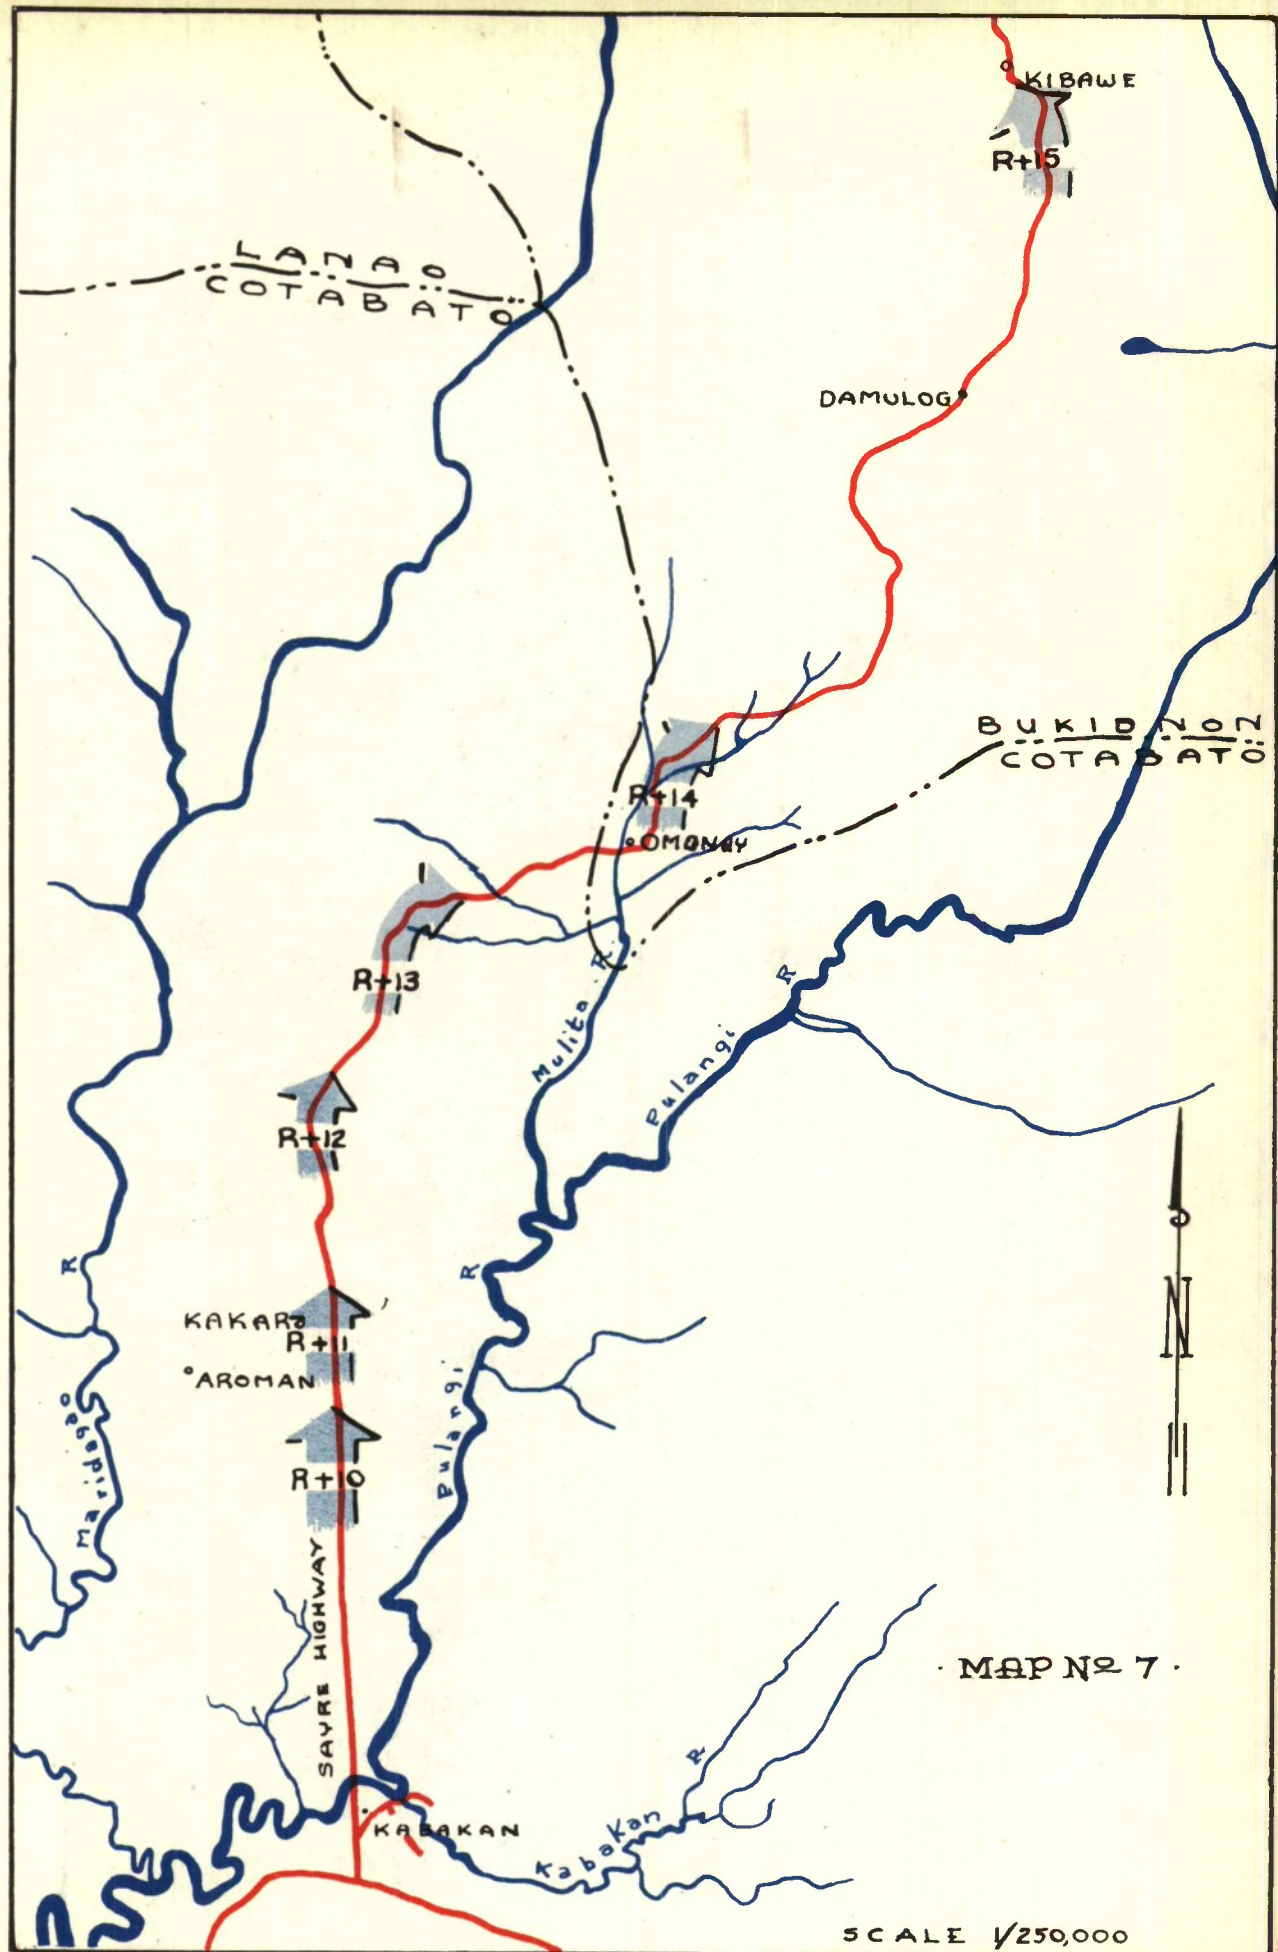 KIBAWE
R+15
LANAO
COTABATO
DAMULOG
BUKIDNON
COTABATO
R+14
OMONAY
R+13
Mulita R
Pulangi R
R+12
KAKARA
R+11
AROMAN
R+10
R
Pulangi
R
Maridagao
N
SAYRE HIGHWAY
MAP No 7
KABAKAN
Kabakan R
SCALE 1/250,000